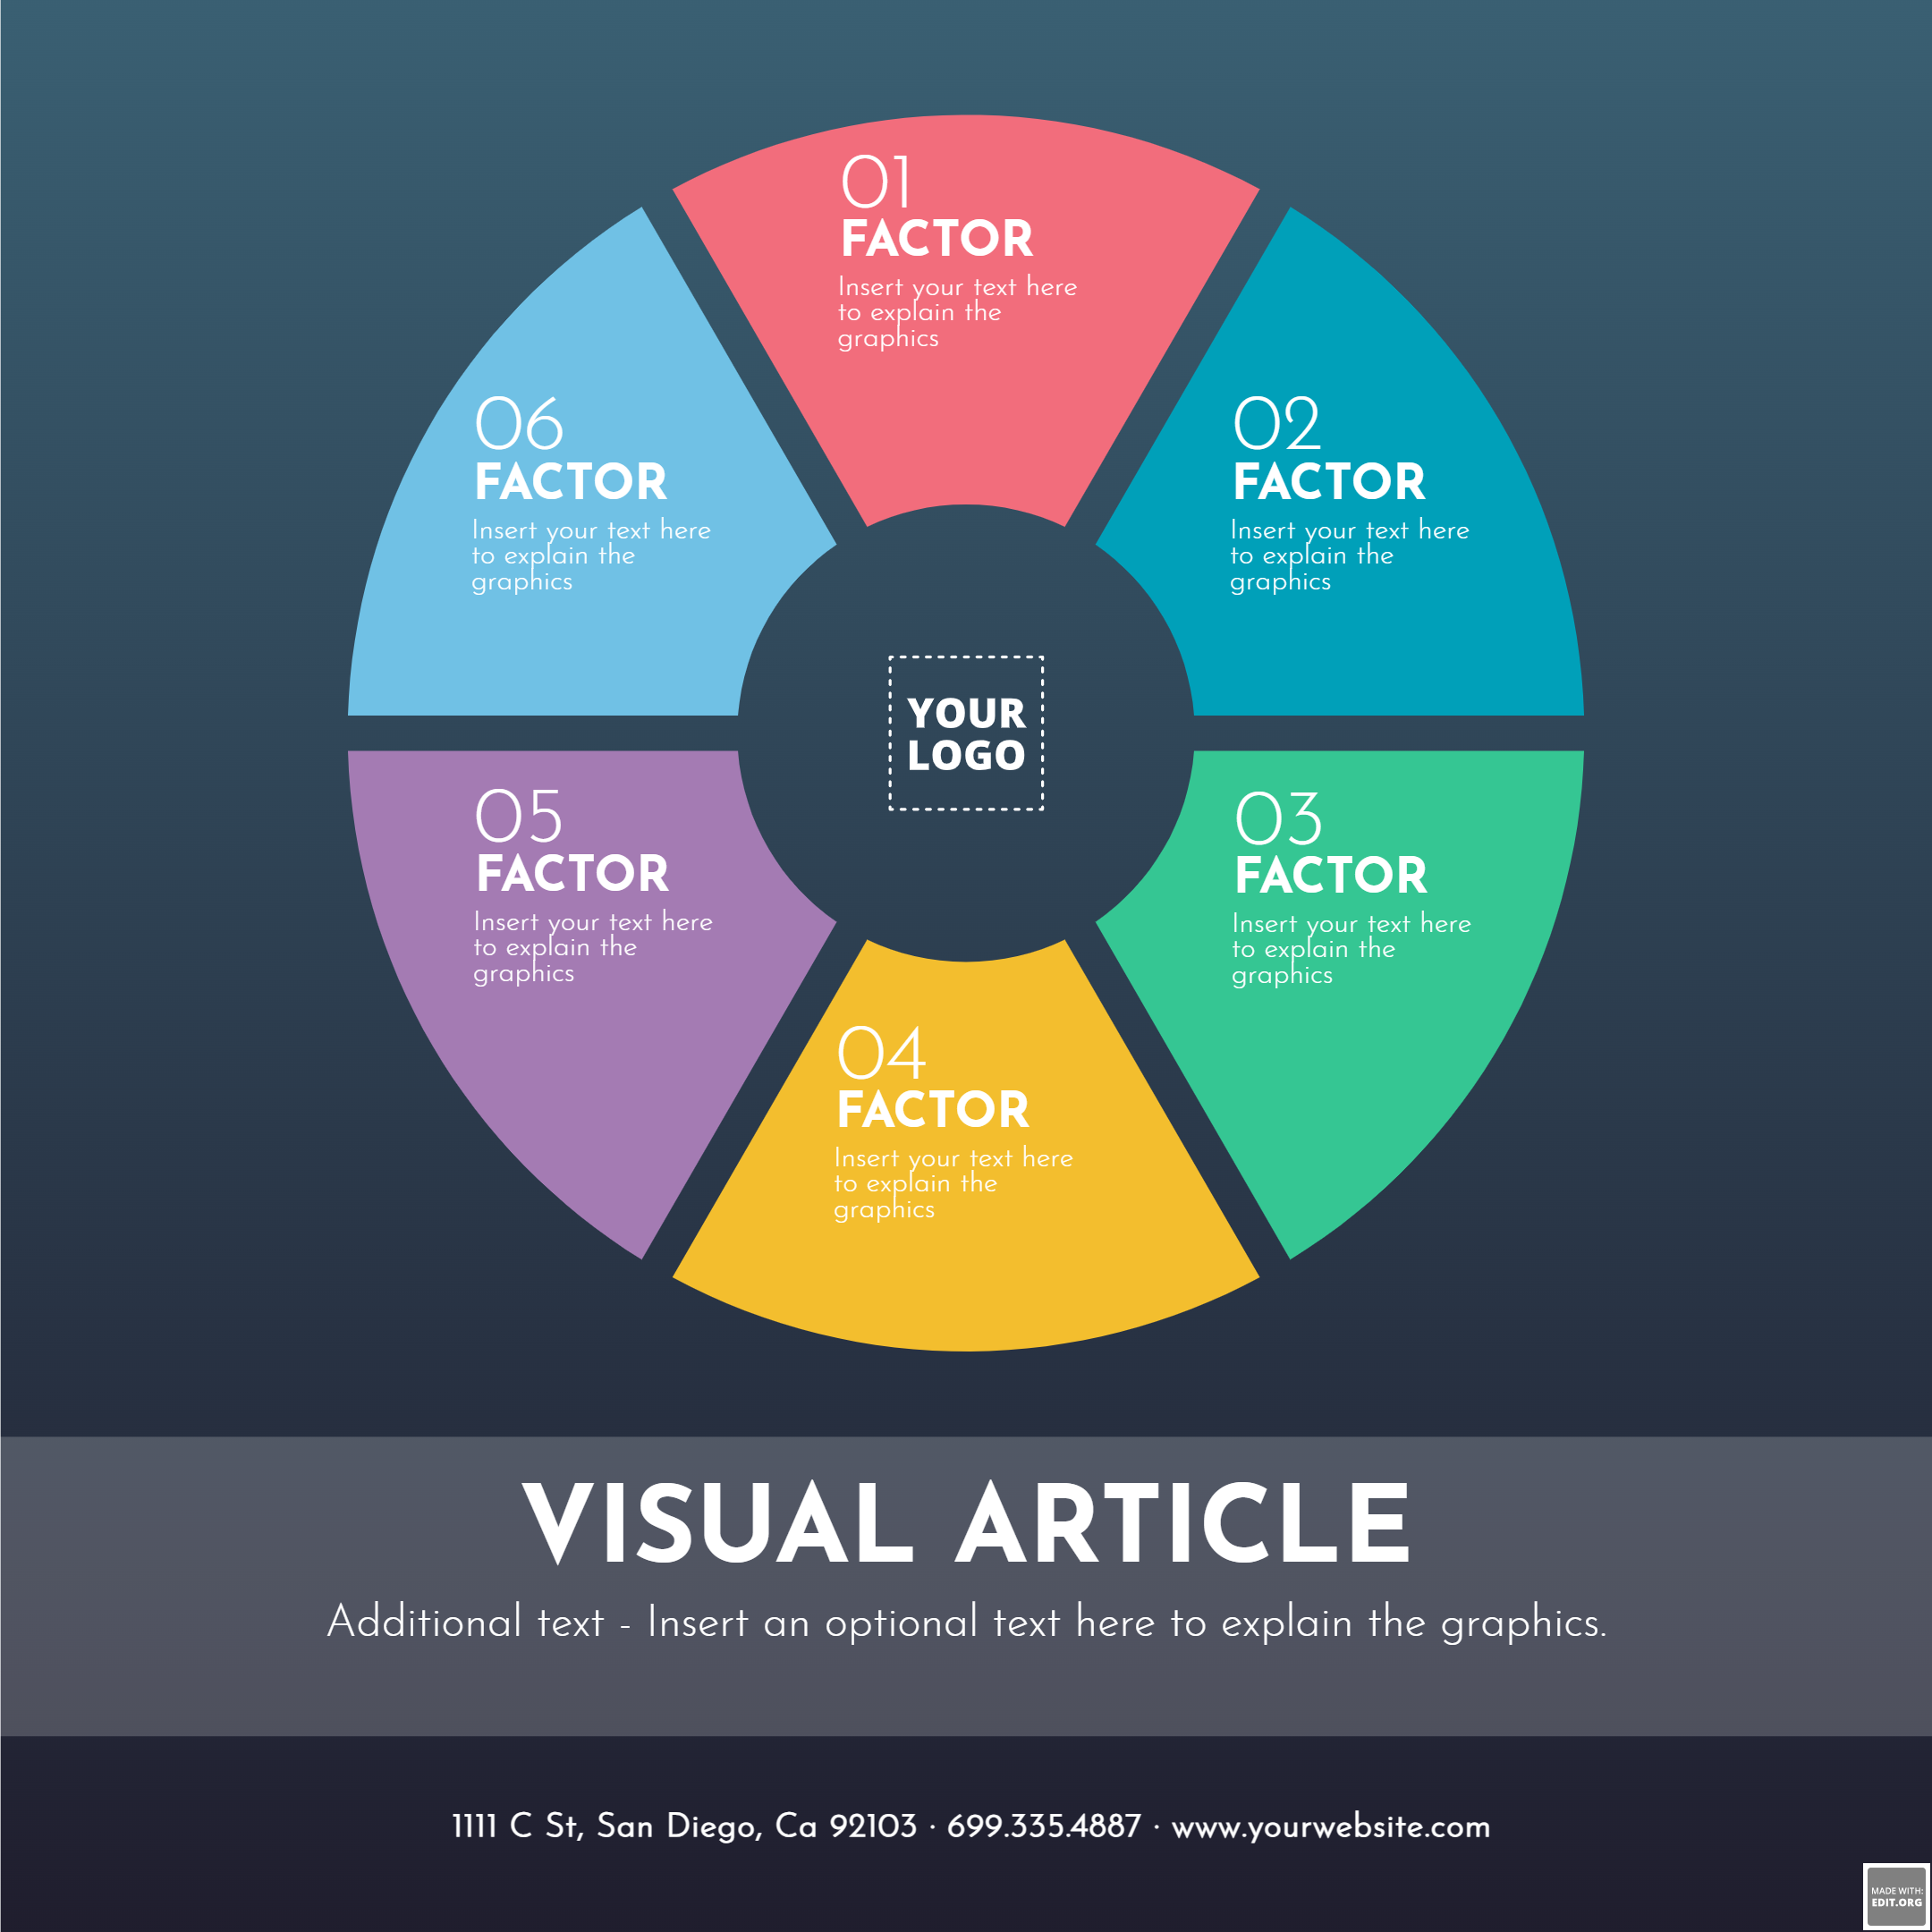 01
FACTOR
Insert your text here
to explain the
graphics
02
FACTOR
Insert your text here
to explain the
graphics
03
FACTOR
Insert your text here
to explain the
graphics
04
FACTOR
Insert your text here
to explain the
graphics
05
FACTOR
Insert your text here
to explain the
graphics
06
FACTOR
Insert your text here
to explain the
graphics
YOUR
LOGO
VISUAL ARTICLE
Additional text - Insert an optional text here to explain the graphics.
1111 C St, San Diego, Ca 92103 · 699.335.4887 · www.yourwebsite.com
MADE WITH:
EDIT.ORG